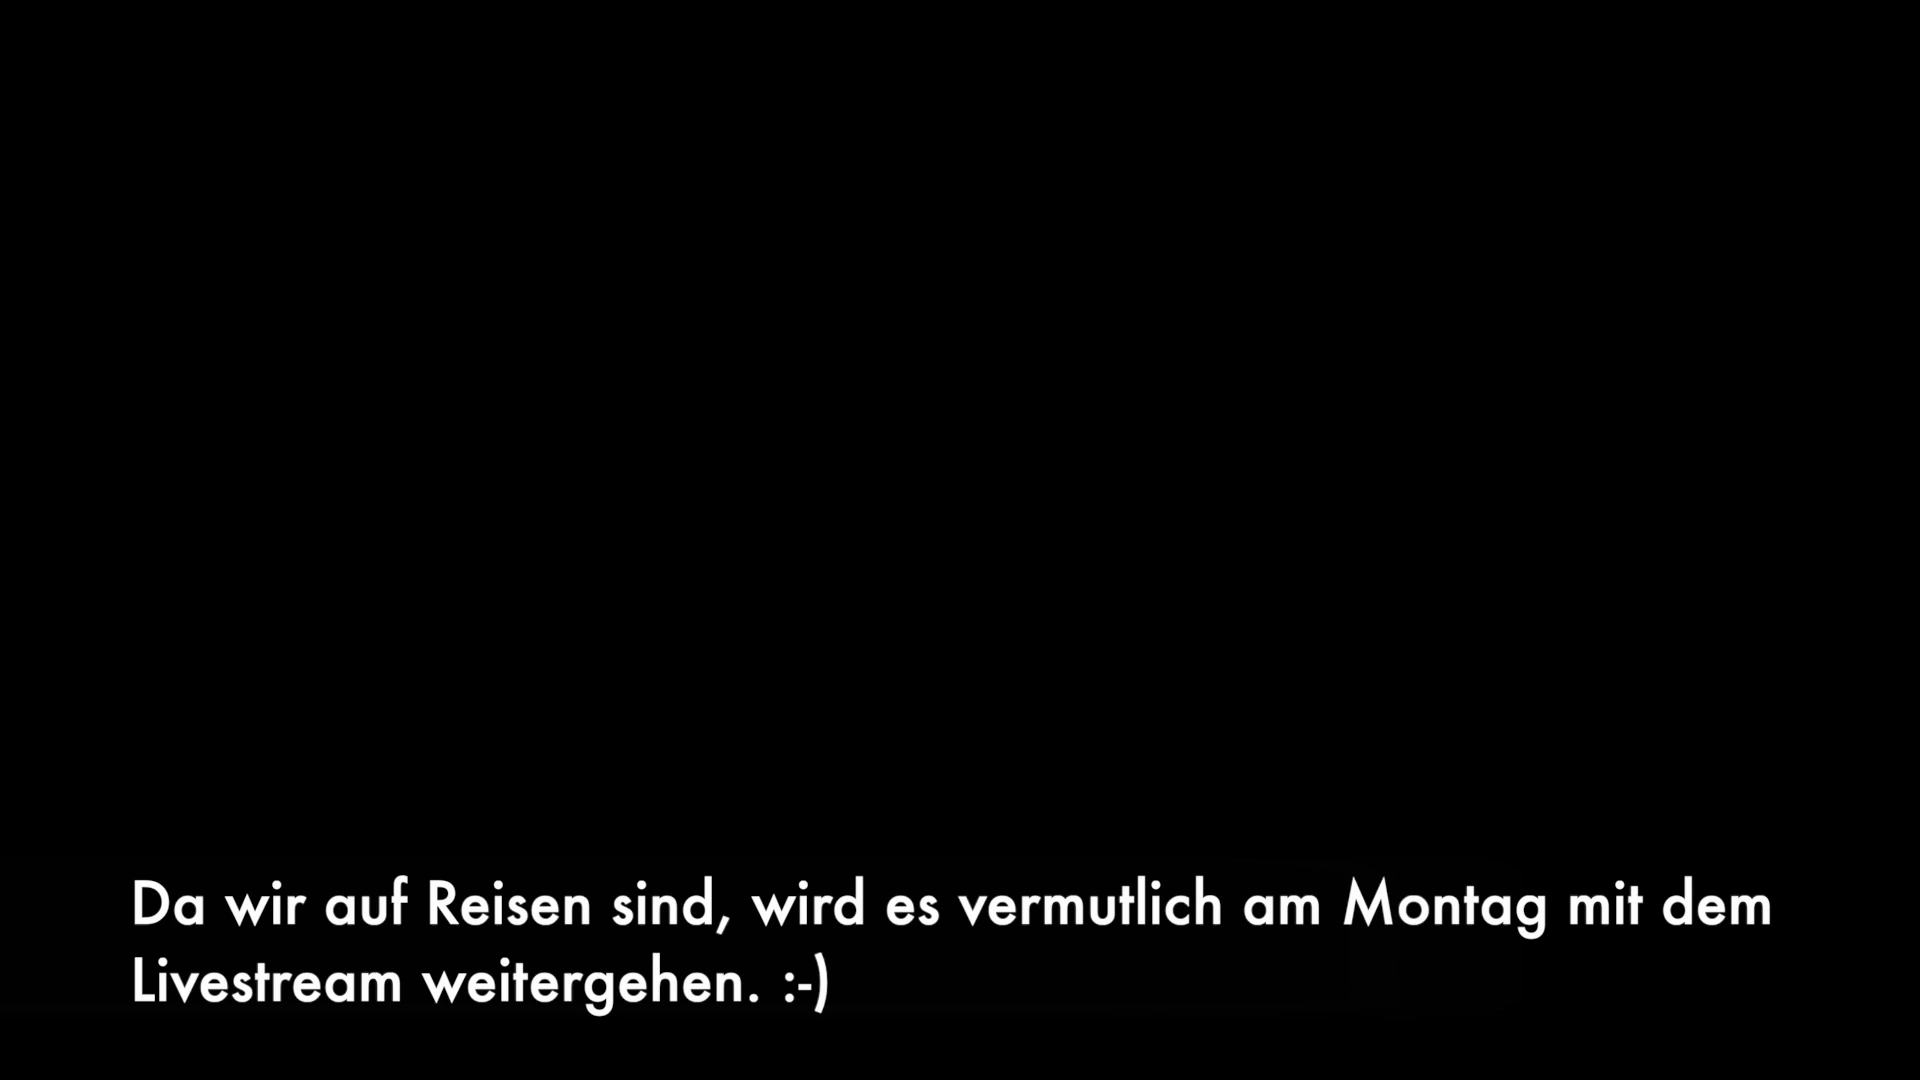 Da wir auf Reisen sind, wird es vermutlich am Montag mit dem
Livestream weitergehen. :-)